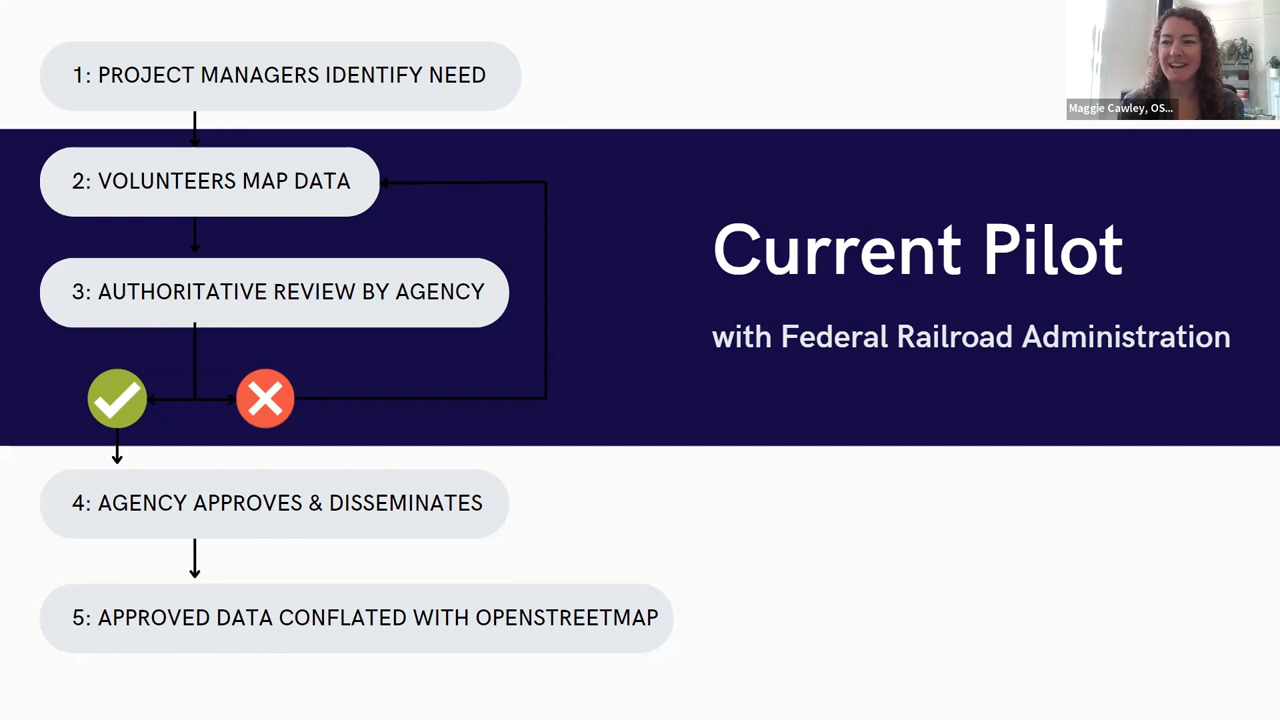 1: PROJECT MANAGERS IDENTIFY NEED
Maggie Cawley, OS...
2: VOLUNTEERS MAP DATA
3: AUTHORITATIVE REVIEW BY AGENCY
Current Pilot
with Federal Railroad Administration
4: AGENCY APPROVES & DISSEMINATES
5: APPROVED DATA CONFLATED WITH OPENSTREETMAP